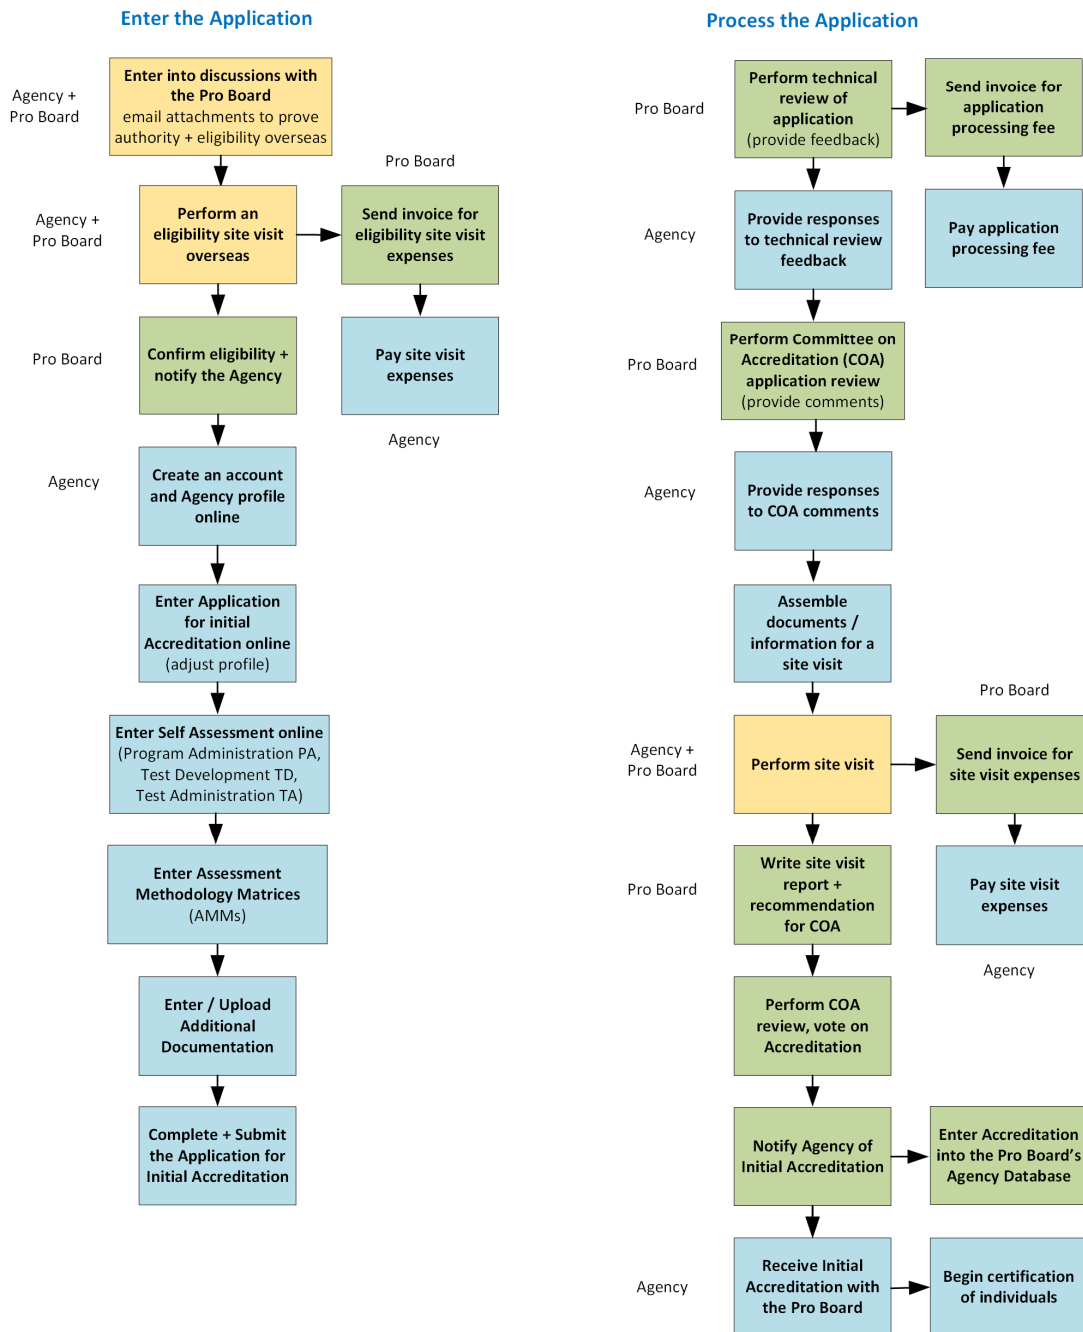 Enter the Application
Agency +
Pro Board
Enter into discussions with
the Pro Board
email attachments to prove
authority + eligibility overseas
Pro Board
Agency +
Pro Board
Perform an
eligibility site visit
overseas
Send invoice for
eligibility site visit
expenses
Pro Board
Confirm eligibility +
notify the Agency
Pay site visit
expenses
Agency
Agency
Create an account
and Agency profile
online
Enter Application
for initial
Accreditation online
(adjust profile)
Enter Self Assessment online
(Program Administration PA,
Test Development TD,
Test Administration TA)
Enter Assessment
Methodology Matrices
(AMMs)
Enter / Upload
Additional
Documentation
Complete + Submit
the Application for
Initial Accreditation
Process the Application
Pro Board
Perform technical
review of
application
(provide feedback)
Send invoice for
application
processing fee
Agency
Provide responses
to technical review
feedback
Pay application
processing fee
Pro Board
Perform Committee on
Accreditation (COA)
application review
(provide comments)
Agency
Provide responses
to COA comments
Assemble
documents /
information for a
site visit
Pro Board
Agency +
Pro Board
Perform site visit
Send invoice for
site visit expenses
Pro Board
Write site visit
report +
recommendation
for COA
Pay site visit
expenses
Agency
Perform COA
review, vote on
Accreditation
Notify Agency of
Initial Accreditation
Enter Accreditation
into the Pro Board's
Agency Database
Agency
Receive Initial
Accreditation with
the Pro Board
Begin certification
of individuals